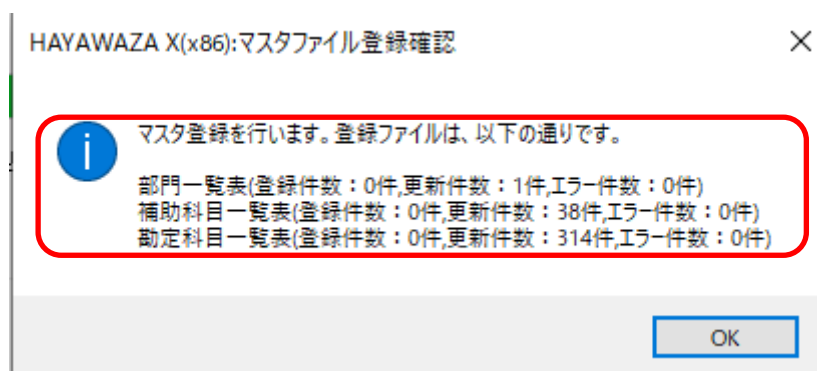 HAYAWAZA X(x86):マスタファイル登録確認
マスタ登録を行います。登録ファイルは、以下の通りです。
部門一覧表(登録件数：0件,更新件数：1件,エラー件数：0件)
補助科目一覧表(登録件数：0件,更新件数：38件,エラー件数：0件)
勘定科目一覧表(登録件数：0件,更新件数：314件,エラー件数：0件)
OK